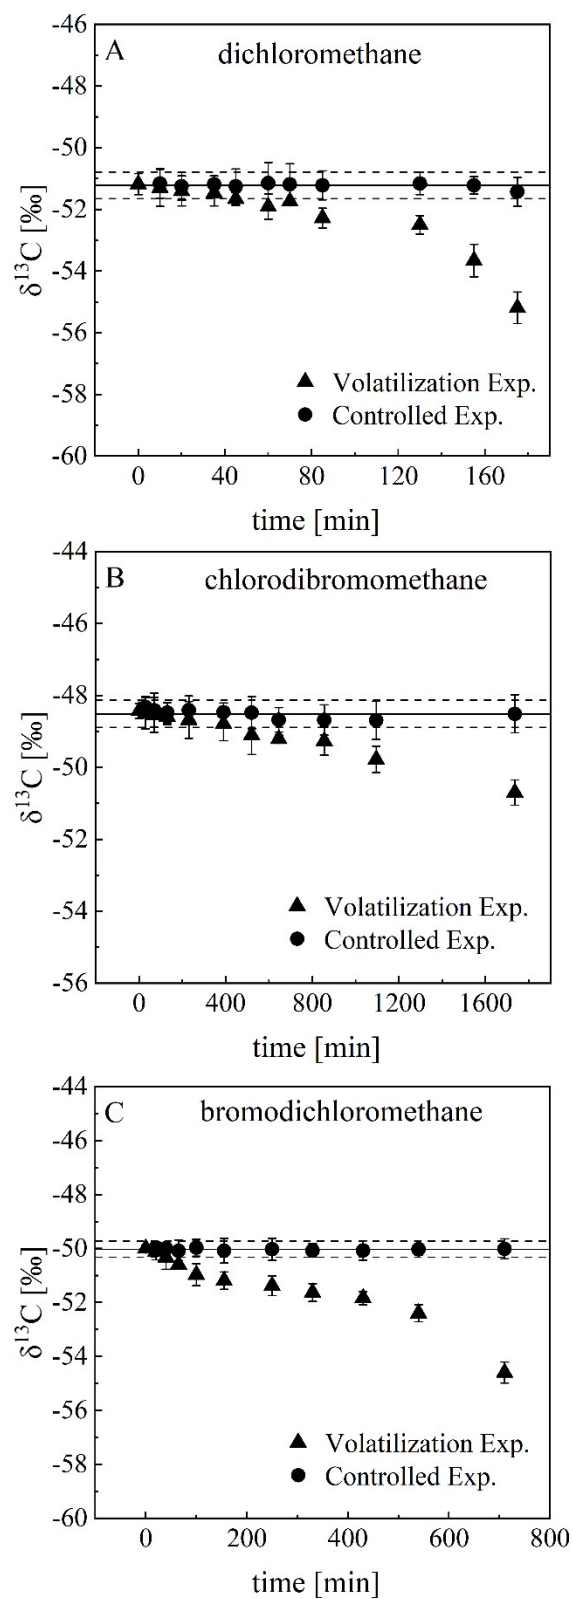 A
dichloromethane
-46
-48
-50
-52
-54
-56
-58
-60
δ¹³C [‰]
Volatilization Exp.
Controlled Exp.
0 40 80 120 160
time [min]
B
chlorodibromomethane
-44
-46
-48
-50
-52
-54
-56
δ¹³C [‰]
Volatilization Exp.
Controlled Exp.
0 400 800 1200 1600
time [min]
C
bromodichloromethane
-44
-46
-48
-50
-52
-54
-56
-58
-60
δ¹³C [‰]
Volatilization Exp.
Controlled Exp.
0 200 400 600 800
time [min]